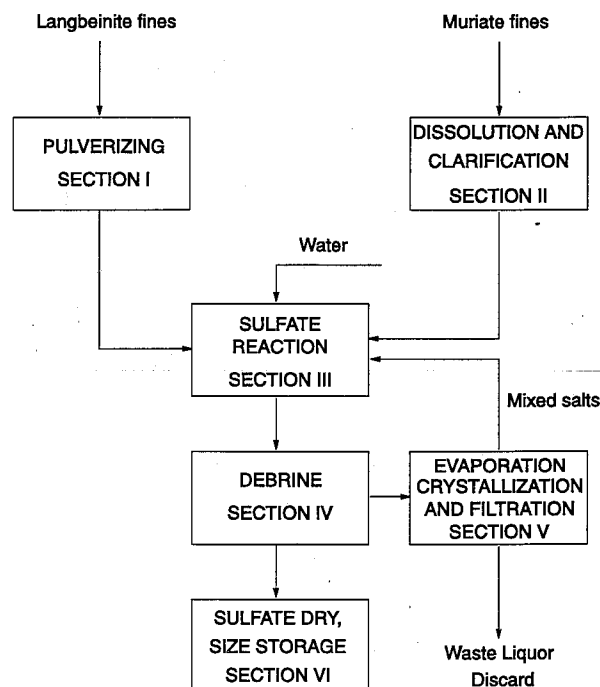 Langbeinite fines
Muriate fines
PULVERIZING
SECTION I
DISSOLUTION AND
CLARIFICATION
SECTION II
Water
SULFATE
REACTION
SECTION III
Mixed salts
DEBRINE
SECTION IV
EVAPORATION
CRYSTALLIZATION
AND FILTRATION
SECTION V
SULFATE DRY,
SIZE STORAGE
SECTION VI
Waste Liquor
Discard